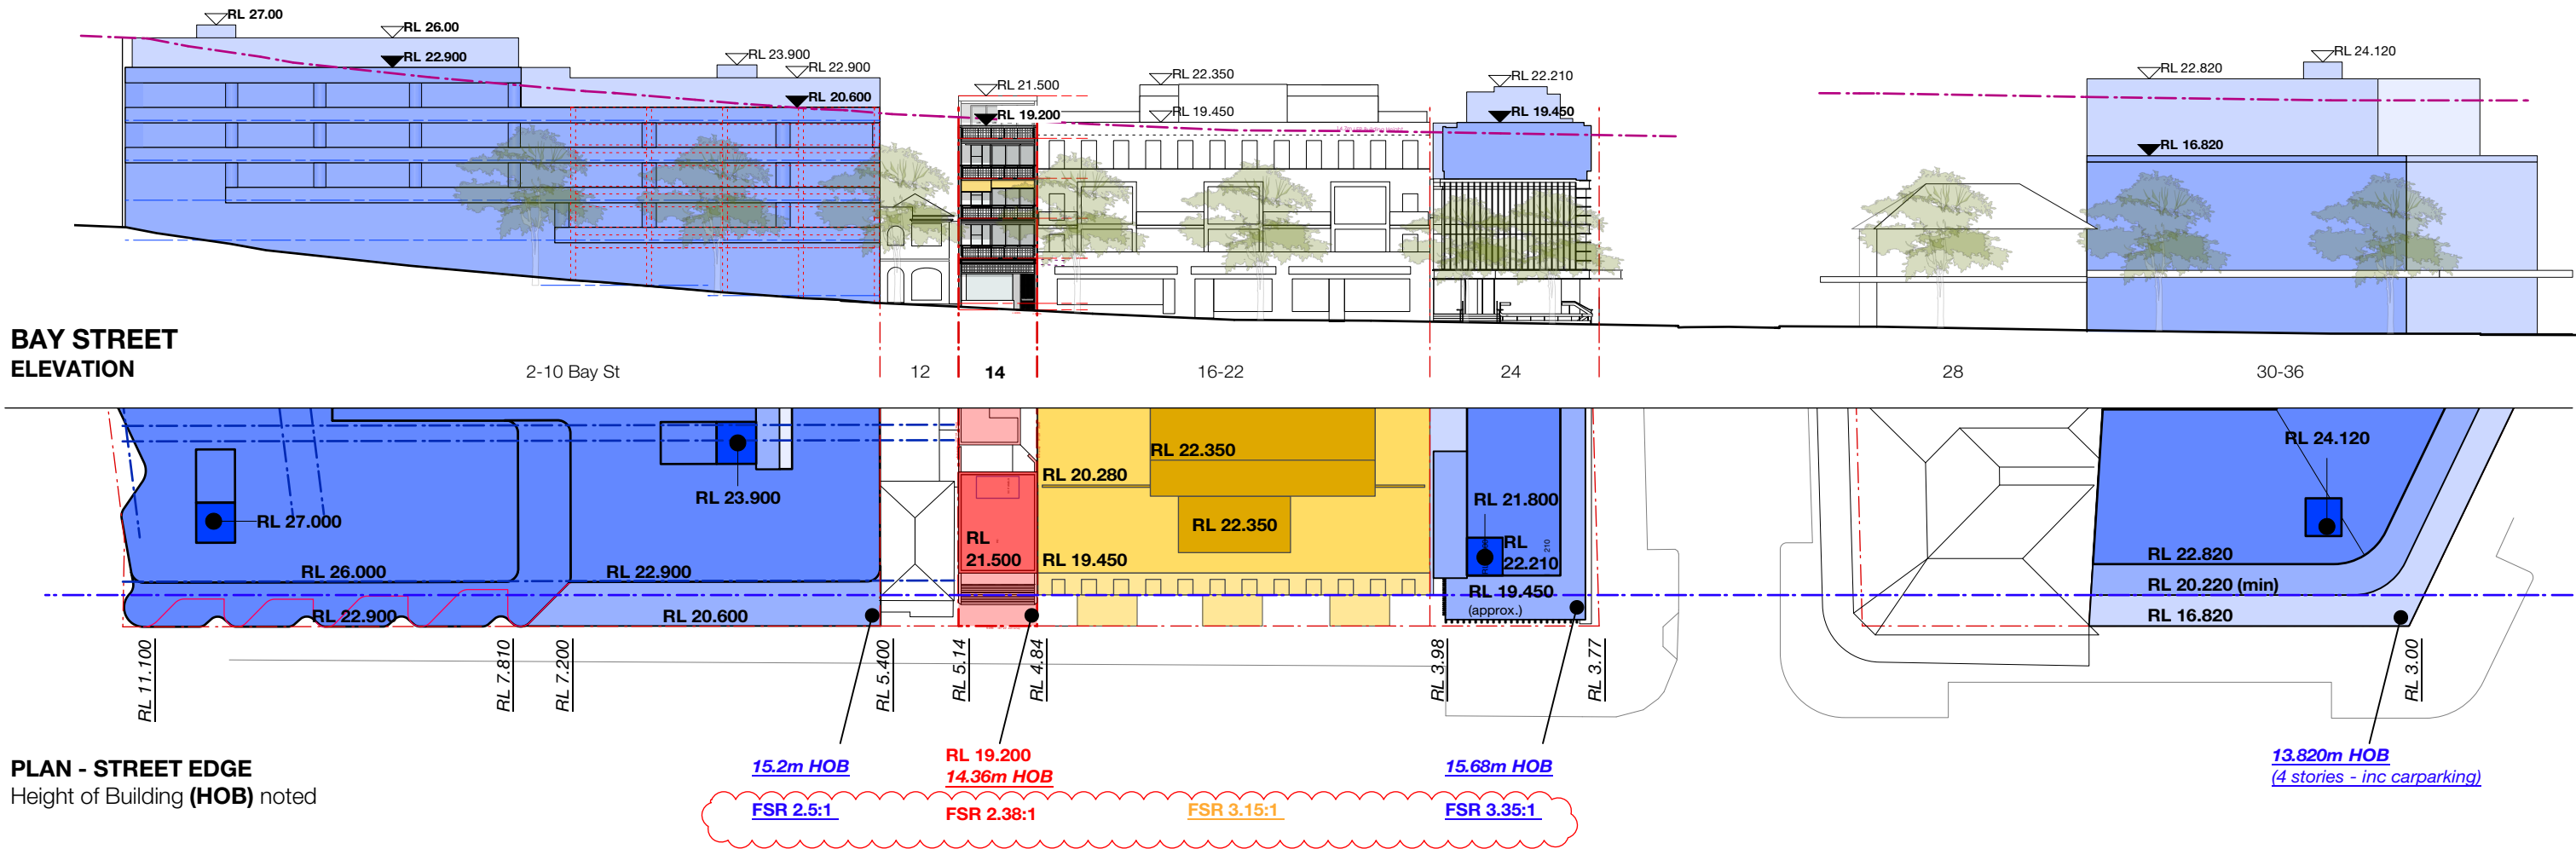 RL 27.00
RL 26.00
RL 22.900
RL 23.900
RL 22.900
RL 20.600
RL 21.500
RL 19.200
RL 22.350
RL 19.450
RL 22.210
RL 19.450
RL 22.820
RL 24.120
RL 16.820
BAY STREET
ELEVATION
2-10 Bay St
12
14
16-22
24
28
30-36
RL 27.000
RL 26.000
RL 22.900
RL 23.900
RL 22.900
RL 20.600
RL
21.500
RL 22.350
RL 20.280
RL 22.350
RL 19.450
RL 21.800
RL
22.210
210
RL 19.450
(approx.)
RL 24.120
RL 22.820
RL 20.220 (min)
RL 16.820
RL 11.100
RL 7.810
RL 7.200
RL 5.400
RL 5.14
RL 4.84
RL 3.98
RL 3.77
RL 3.00
PLAN - STREET EDGE
Height of Building (HOB) noted
15.2m HOB
RL 19.200
14.36m HOB
15.68m HOB
13.820m HOB
(4 stories - inc carparking)
FSR 2.5:1
FSR 2.38:1
FSR 3.15:1
FSR 3.35:1